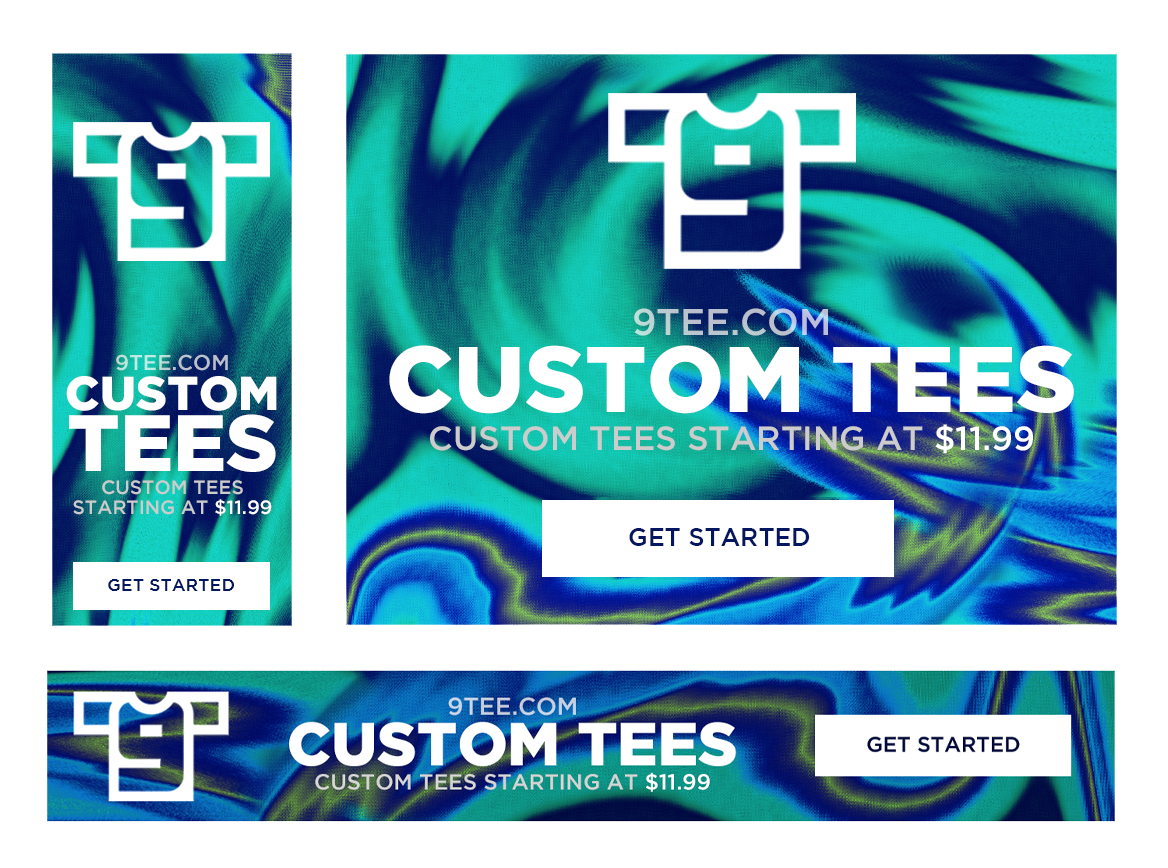 9TEE.COM
CUSTOM
TEES
CUSTOM TEES
STARTING AT $11.99
GET STARTED
9TEE.COM
CUSTOM TEES
CUSTOM TEES STARTING AT $11.99
GET STARTED
9TEE.COM
CUSTOM TEES
CUSTOM TEES STARTING AT $11.99
GET STARTED